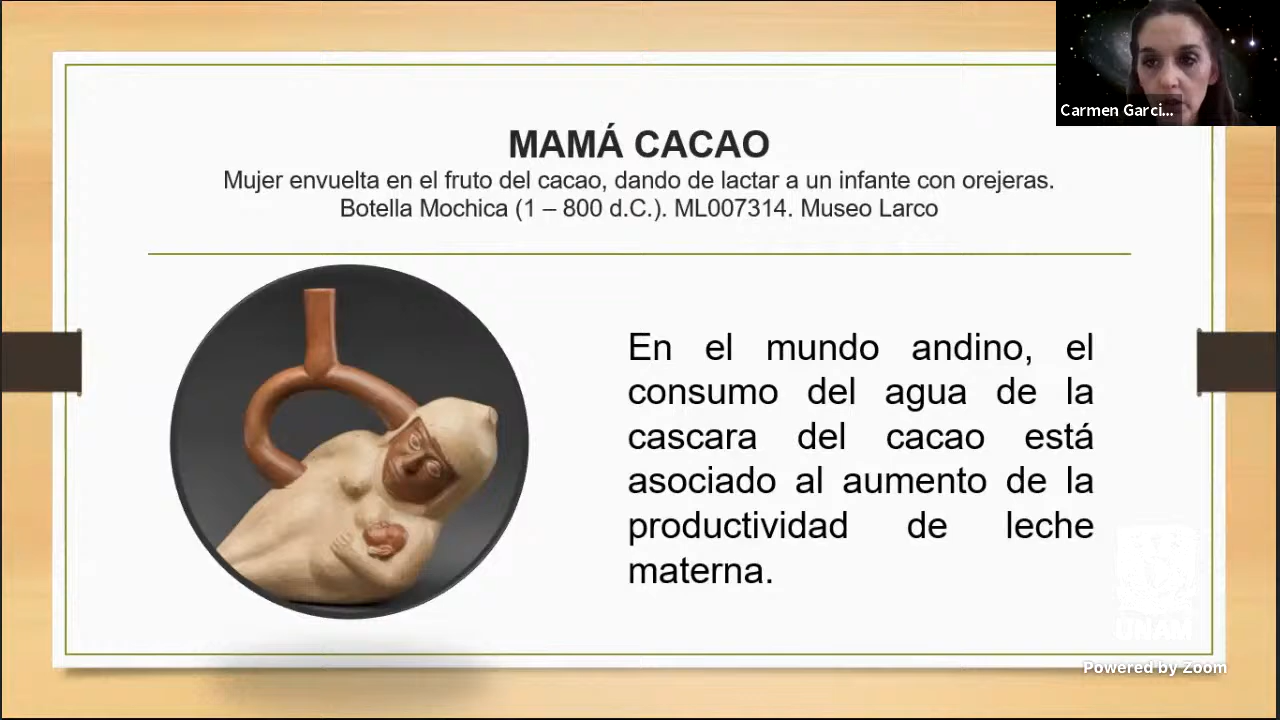 Carmen Garci...
MAMÁ CACAO
Mujer envuelta en el fruto del cacao, dando de lactar a un infante con orejeras.
Botella Mochica (1 – 800 d.C.). ML007314. Museo Larco
En el mundo andino, el
consumo del agua de la
cascara del cacao está
asociado al aumento de la
productividad de leche
materna.
UNAM
Powered by Zoom